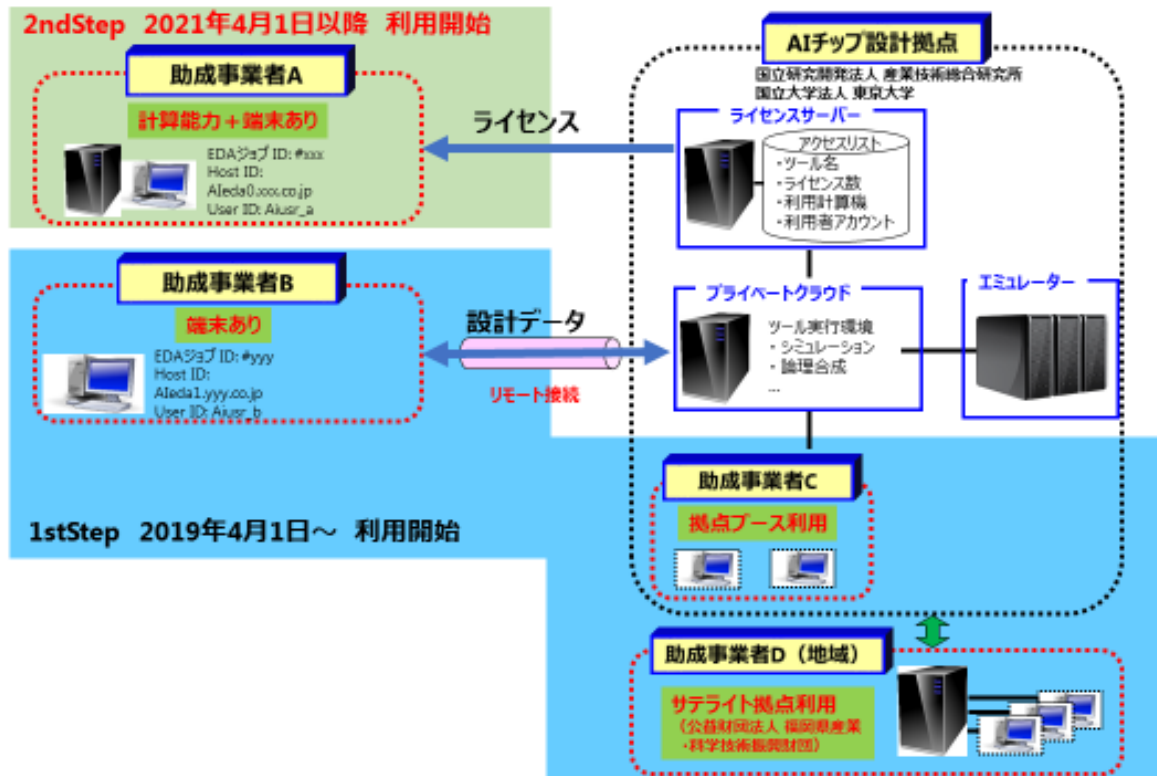 2ndStep 2021年4月1日以降 利用開始
助成事業者A
計算能力＋端末あり
EDAジョブ ID: #xxx
Host ID:
AIeda0.xxx.co.jp
User ID: Aiusr_a
ライセンス
AIチップ設計拠点
国立研究開発法人 産業技術総合研究所
国立大学法人 東京大学
ライセンスサーバー
アクセスリスト
・ツール名
・ライセンス数
・利用計算機
・利用者アカウント
助成事業者B
端末あり
EDAジョブ ID: #yyy
Host ID:
AIeda1.yyy.co.jp
User ID: Aiusr_b
設計データ
リモート接続
プライベートクラウド
ツール実行環境
・シミュレーション
・論理合成
...
エミュレーター
1stStep 2019年4月1日～ 利用開始
助成事業者C
拠点ブース利用
助成事業者D（地域）
サテライト拠点利用
（公益財団法人 福岡県産業
・科学技術振興財団）